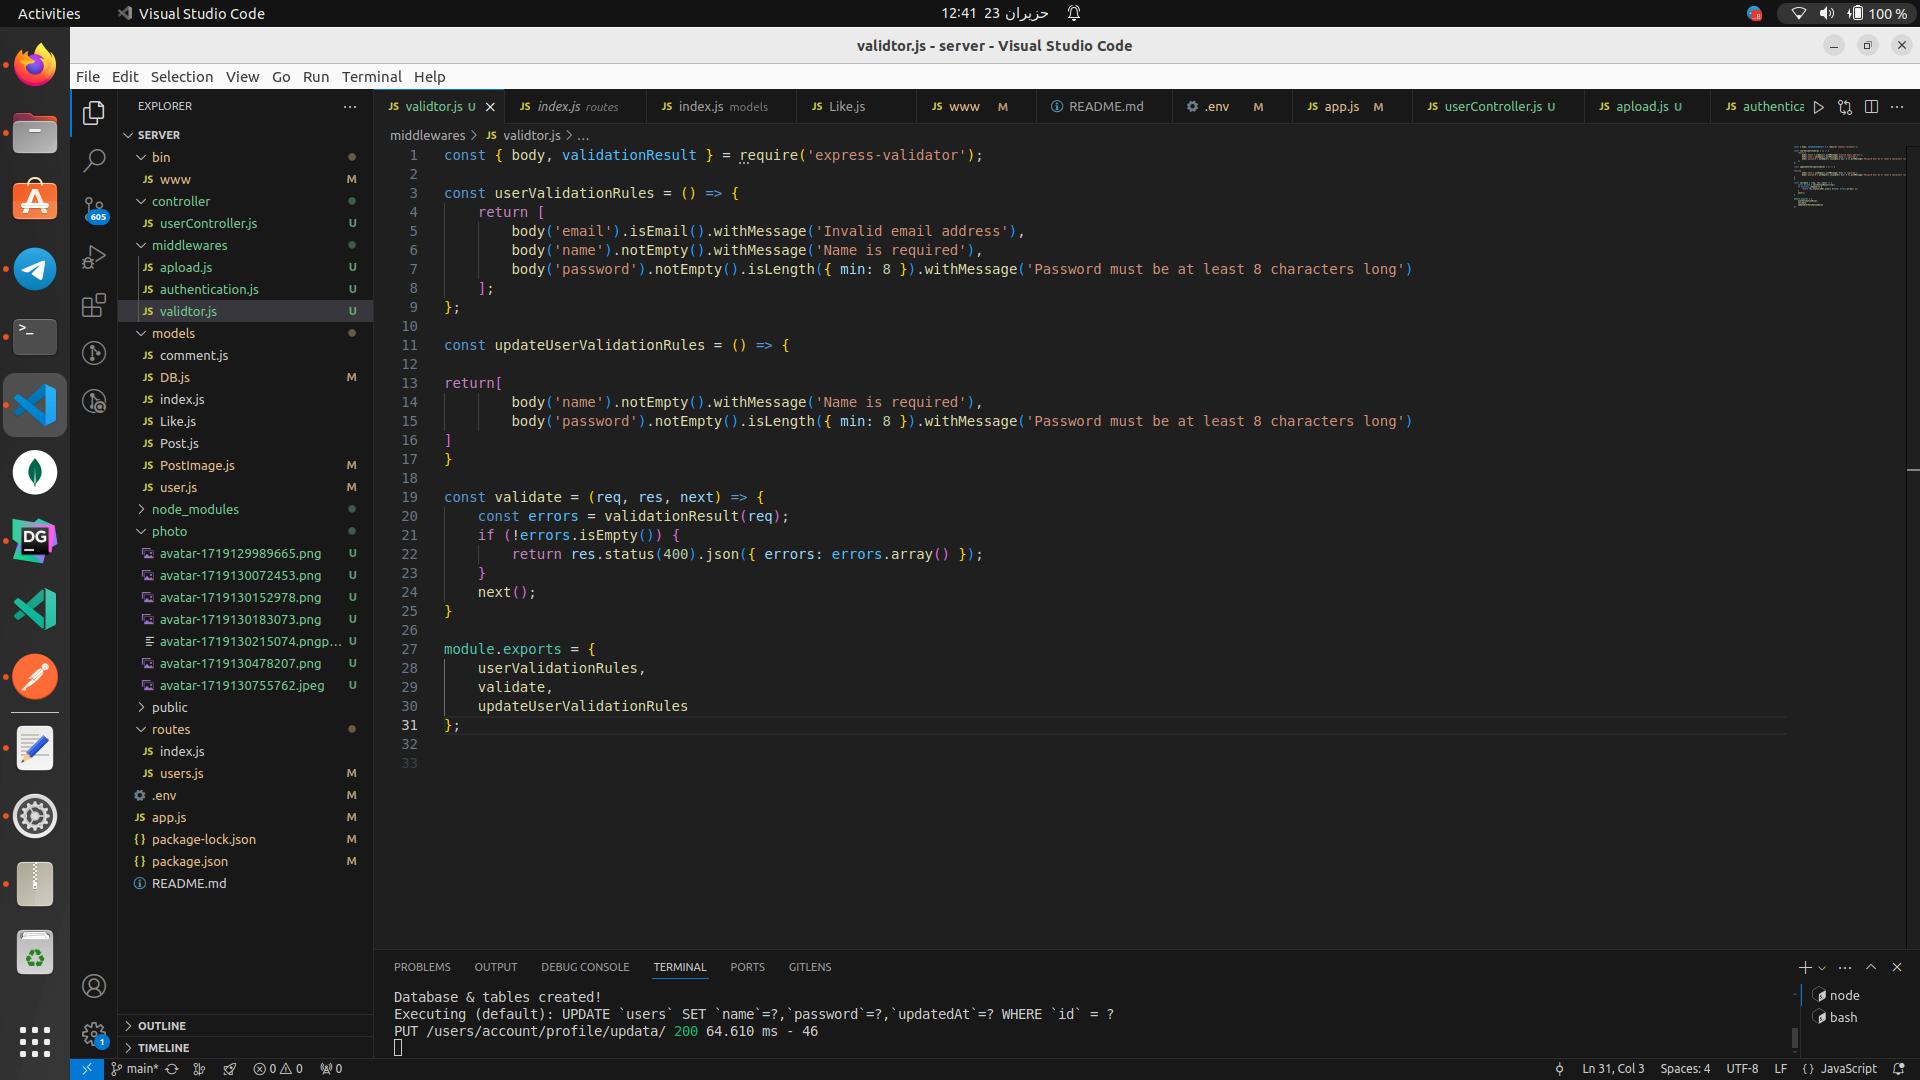 Activities
Visual Studio Code
12:41  23 حزيران
100 %
validtor.js - server - Visual Studio Code
File Edit Selection View Go Run Terminal Help
EXPLORER
SERVER
bin
www M
controller
userController.js U
middlewares
apload.js U
authentication.js U
validtor.js U
models
comment.js
DB.js M
index.js
Like.js
Post.js
PostImage.js M
user.js M
node_modules
photo
avatar-1719129989665.png U
avatar-1719130072453.png U
avatar-1719130152978.png U
avatar-1719130183073.png U
avatar-1719130215074.pngp... U
avatar-1719130478207.png U
avatar-1719130755762.jpeg U
public
routes
index.js
users.js M
.env M
app.js M
package-lock.json M
package.json M
README.md
OUTLINE
TIMELINE
605
1
validtor.js U
index.js routes
index.js models
Like.js
www M
README.md
.env M
app.js M
userController.js U
apload.js U
authentica
middlewares > validtor.js > ...
1 const { body, validationResult } = require('express-validator');
2
3 const userValidationRules = () => {
4 return [
5 body('email').isEmail().withMessage('Invalid email address'),
6 body('name').notEmpty().withMessage('Name is required'),
7 body('password').notEmpty().isLength({ min: 8 }).withMessage('Password must be at least 8 characters long')
8 ];
9 };
10
11 const updateUserValidationRules = () => {
12
13 return[
14 body('name').notEmpty().withMessage('Name is required'),
15 body('password').notEmpty().isLength({ min: 8 }).withMessage('Password must be at least 8 characters long')
16 ]
17 }
18
19 const validate = (req, res, next) => {
20 const errors = validationResult(req);
21 if (!errors.isEmpty()) {
22 return res.status(400).json({ errors: errors.array() });
23 }
24 next();
25 }
26
27 module.exports = {
28 userValidationRules,
29 validate,
30 updateUserValidationRules
31 };
32
33
PROBLEMS OUTPUT DEBUG CONSOLE TERMINAL PORTS GITLENS
Database & tables created!
Executing (default): UPDATE `users` SET `name`=?,`password`=?,`updatedAt`=? WHERE `id` = ?
PUT /users/account/profile/updata/ 200 64.610 ms - 46
node
bash
main* 0 0 0
Ln 31, Col 3 Spaces: 4 UTF-8 LF { } JavaScript